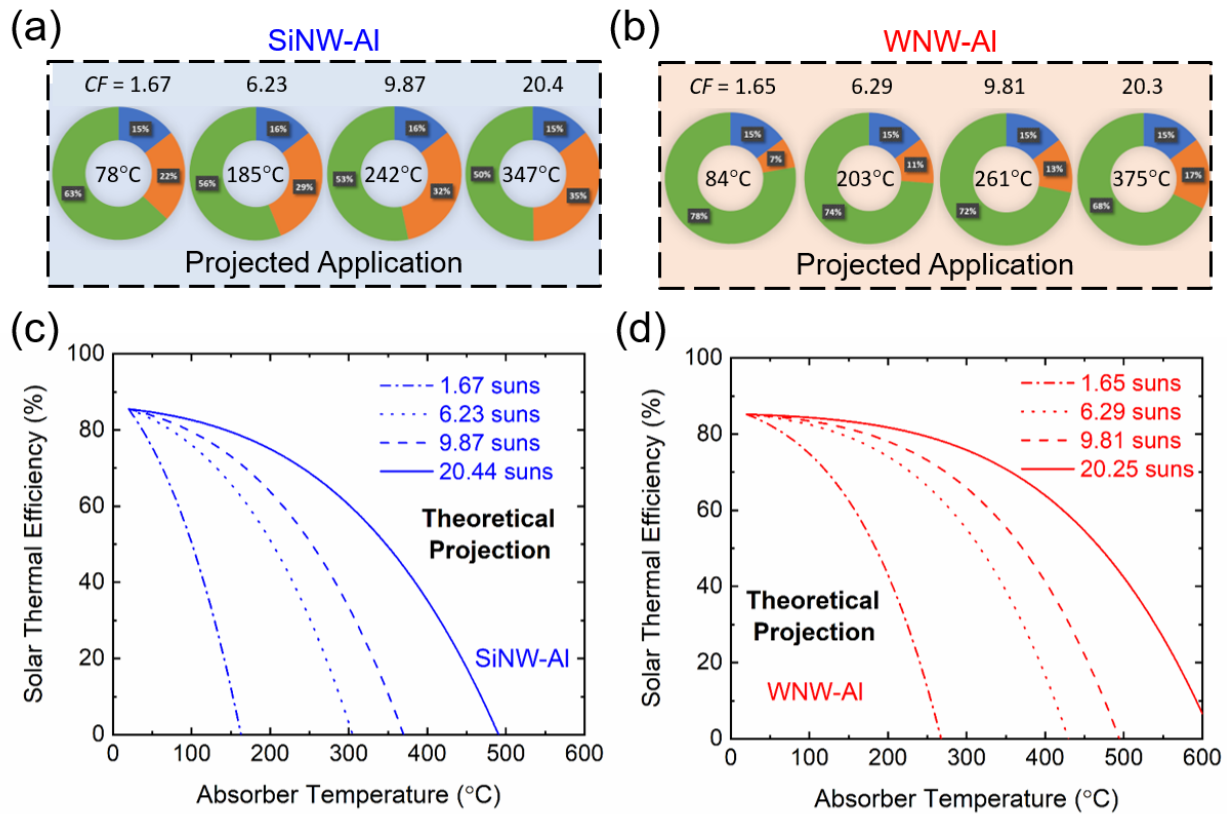 (a)
SiNW-Al
CF = 1.67 6.23 9.87 20.4
15% 16% 16% 15%
78°C 185°C 242°C 347°C
22% 29% 32% 35%
63% 56% 53% 50%
Projected Application
(b)
WNW-Al
CF = 1.65 6.29 9.81 20.3
15% 15% 15% 15%
7% 11% 13% 17%
84°C 203°C 261°C 375°C
78% 74% 72% 68%
Projected Application
(c)
Solar Thermal Efficiency (%)
100
80
60
40
20
0
1.67 suns
6.23 suns
9.87 suns
20.44 suns
Theoretical
Projection
SiNW-Al
0 100 200 300 400 500 600
Absorber Temperature (°C)
(d)
Solar Thermal Efficiency (%)
100
80
60
40
20
0
1.65 suns
6.29 suns
9.81 suns
20.25 suns
Theoretical
Projection
WNW-Al
0 100 200 300 400 500 600
Absorber Temperature (°C)